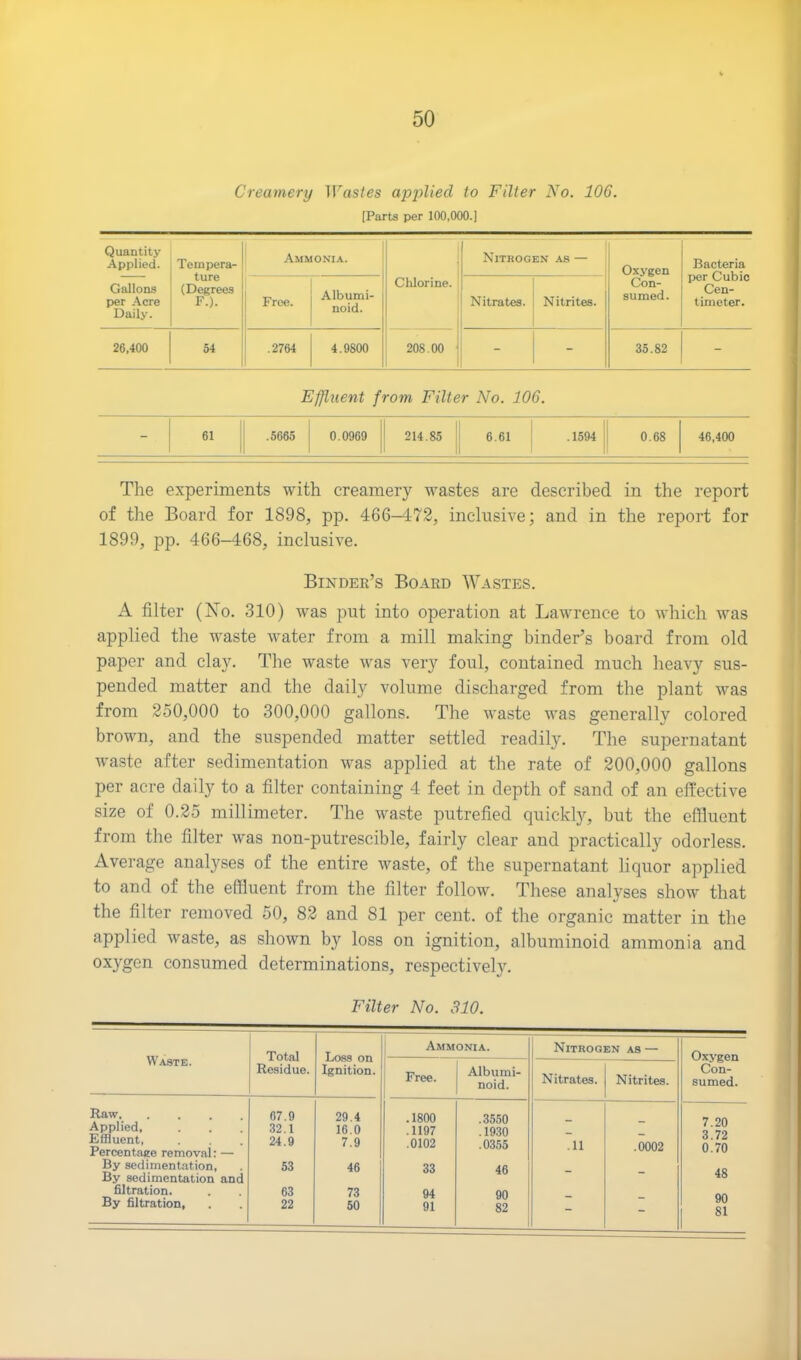 50
Creamery Wastes applied to Filter No. 106.
[Parts per 100,000.]
Quantity Applied. Gallons per Acre Daily. | Temperature (Degrees F.). | Ammonia. Free. | Albuminoid. | Chlorine. | Nitrogen as — Nitrates. | Nitrites. | Oxygen Consumed. | Bacteria per Cubic Centimeter.
26,400 | 54 | .2764 | 4.9800 | 208.00 | - | - | 35.82 | -
Effluent from Filter No. 106.
- | 61 | .5665 | 0.0969 | 214.85 | 6.61 | .1594 | 0.68 | 46,400
The experiments with creamery wastes are described in the report
of the Board for 1898, pp. 466-472, inclusive; and in the report for
1899, pp. 466-468, inclusive.
Binder's Board Wastes.
A filter (No. 310) was put into operation at Lawrence to which was
applied the waste water from a mill making binder's board from old
paper and clay. The waste was very foul, contained much heavy sus-
pended matter and the daily volume discharged from the plant was
from 250,000 to 300,000 gallons. The waste was generally colored
brown, and the suspended matter settled readily. The supernatant
waste after sedimentation was applied at the rate of 200,000 gallons
per acre daily to a filter containing 4 feet in depth of sand of an effective
size of 0.25 millimeter. The waste putrefied quickly, but the effluent
from the filter was non-putrescible, fairly clear and practically odorless.
Average analyses of the entire waste, of the supernatant liquor applied
to and of the effluent from the filter follow. These analyses show that
the filter removed 50, 82 and 81 per cent. of the organic matter in the
applied waste, as shown by loss on ignition, albuminoid ammonia and
oxygen consumed determinations, respectively.
Filter No. 310.
Waste. | Total Residue. | Loss on Ignition. | Ammonia. Free. | Albuminoid. | Nitrogen as — Nitrates. | Nitrites. | Oxygen Consumed.
Raw, . . . . | 67.9 | 29.4 | .1800 | .3550 | - | - | 7.20
Applied, . . . | 32.1 | 16.0 | .1197 | .1930 | - | - | 3.72
Effluent, . . . | 24.9 | 7.9 | .0102 | .0355 | .11 | .0002 | 0.70
Percentage removal: —
By sedimentation, . | 53 | 46 | 33 | 46 | - | - | 48
By sedimentation and
filtration. . . | 63 | 73 | 94 | 90 | - | - | 90
By filtration, . . | 22 | 50 | 91 | 82 | - | - | 81